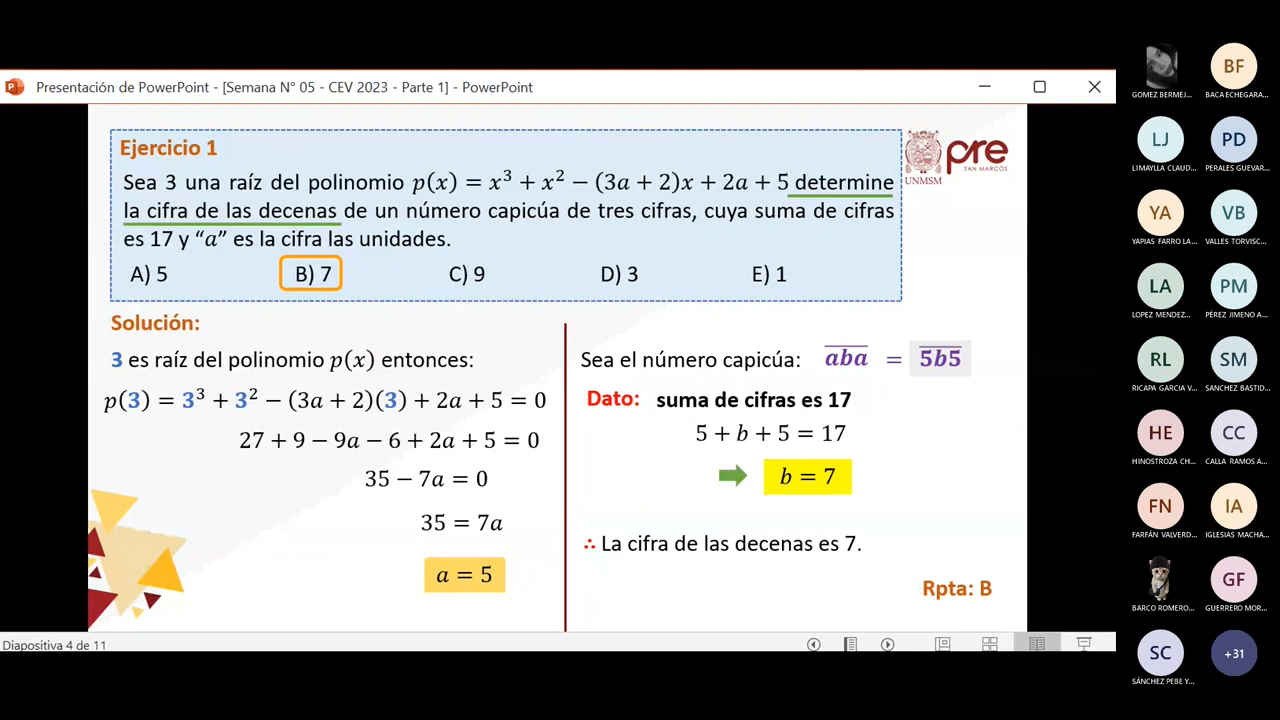 Presentación de PowerPoint - [Semana N° 05 - CEV 2023 - Parte 1] - PowerPoint
Ejercicio 1
Sea 3 una raíz del polinomio p(x) = x³ + x² − (3a + 2)x + 2a + 5 determine
la cifra de las decenas de un número capicúa de tres cifras, cuya suma de cifras
es 17 y “a” es la cifra las unidades.
A) 5 B) 7 C) 9 D) 3 E) 1
UNMSM
pre
SAN MARCOS
Solución:
3 es raíz del polinomio p(x) entonces:
p(3) = 3³ + 3² − (3a + 2)(3) + 2a + 5 = 0
27 + 9 − 9a − 6 + 2a + 5 = 0
35 − 7a = 0
35 = 7a
a = 5
Sea el número capicúa: aba = 5b5
Dato: suma de cifras es 17
5 + b + 5 = 17
b = 7
∴ La cifra de las decenas es 7.
Rpta: B
Diapositiva 4 de 11
GOMEZ BERMEJ...
BF
BACA ECHEGARA...
LJ
LIMAYLLA CLAUD...
PD
PERALES GUEVAR...
YA
YAPIAS FARRO LA...
VB
VALLES TORVISC...
LA
LOPEZ MENDEZ...
PM
PÉREZ JIMENO A...
RL
RICAPA GARCIA V...
SM
SANCHEZ BASTID...
HE
HINOSTROZA CH...
CC
CALLA RAMOS A...
FN
FARFÁN VALVERD...
IA
IGLESIAS MACHA...
BARCO ROMERO...
GF
GUERRERO MOR...
SC
SÁNCHEZ PEBE Y...
+31